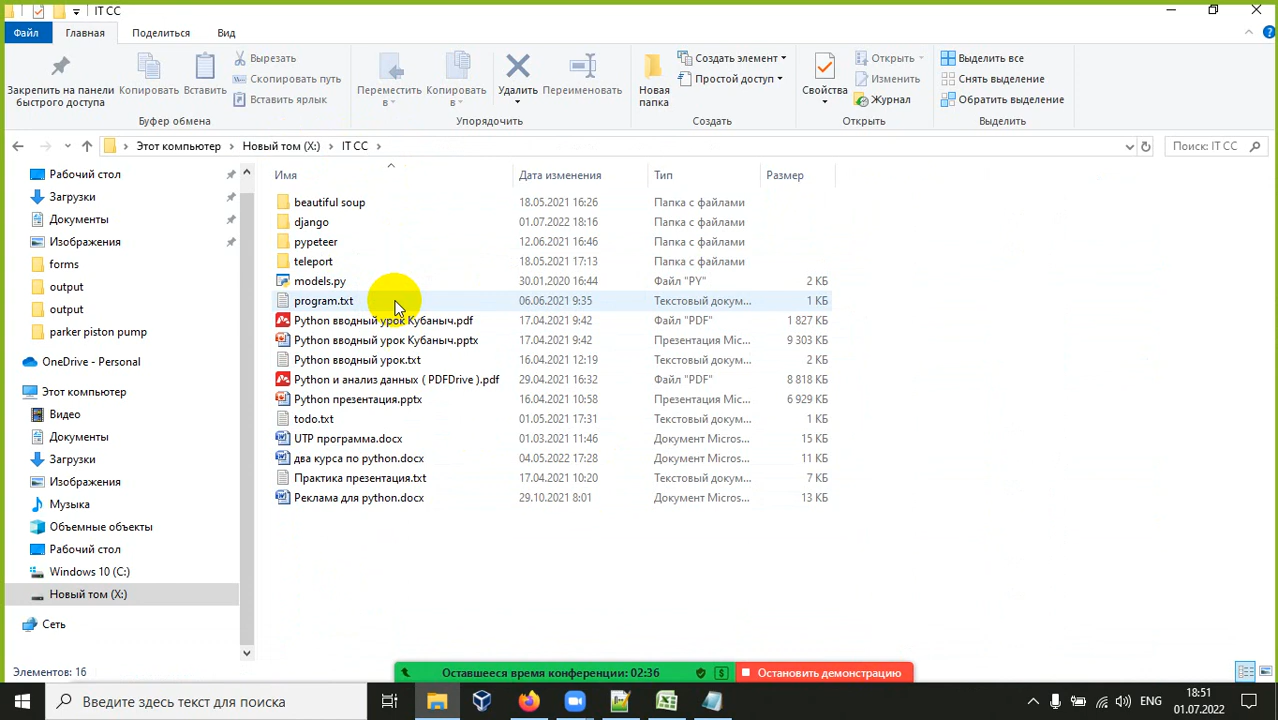 IT CC
Файл Главная Поделиться Вид
Закрепить на панели быстрого доступа
Копировать
Вставить
Вырезать
Скопировать путь
Вставить ярлык
Буфер обмена
Переместить в
Копировать в
Удалить
Переименовать
Упорядочить
Новая папка
Создать элемент
Простой доступ
Создать
Свойства
Открыть
Изменить
Журнал
Открыть
Выделить все
Снять выделение
Обратить выделение
Выделить
Этот компьютер Новый том (X:) IT CC
Поиск: IT CC
Рабочий стол
Загрузки
Документы
Изображения
forms
output
output
parker piston pump
OneDrive - Personal
Этот компьютер
Видео
Документы
Загрузки
Изображения
Музыка
Объемные объекты
Рабочий стол
Windows 10 (C:)
Новый том (X:)
Сеть
Имя Дата изменения Тип Размер
beautiful soup 18.05.2021 16:26 Папка с файлами
django 01.07.2022 18:16 Папка с файлами
pypeteer 12.06.2021 16:46 Папка с файлами
teleport 18.05.2021 17:13 Папка с файлами
models.py 30.01.2020 16:44 Файл "PY" 2 КБ
program.txt 06.06.2021 9:35 Текстовый докум... 1 КБ
Python вводный урок Кубаныч.pdf 17.04.2021 9:42 Файл "PDF" 1 827 КБ
Python вводный урок Кубаныч.pptx 17.04.2021 9:42 Презентация Mic... 9 303 КБ
Python вводный урок.txt 16.04.2021 12:19 Текстовый докум... 2 КБ
Python и анализ данных ( PDFDrive ).pdf 29.04.2021 16:32 Файл "PDF" 8 818 КБ
Python презентация.pptx 16.04.2021 10:58 Презентация Mic... 6 929 КБ
todo.txt 01.05.2021 17:31 Текстовый докум... 1 КБ
UTP программа.docx 01.03.2021 11:46 Документ Micros... 15 КБ
два курса по python.docx 04.05.2022 17:28 Документ Micros... 11 КБ
Практика презентация.txt 17.04.2021 10:20 Текстовый докум... 7 КБ
Реклама для python.docx 29.10.2021 8:01 Документ Micros... 13 КБ
Элементов: 16
Оставшееся время конференции: 02:36
Остановить демонстрацию
Введите здесь текст для поиска
ENG
18:51
01.07.2022